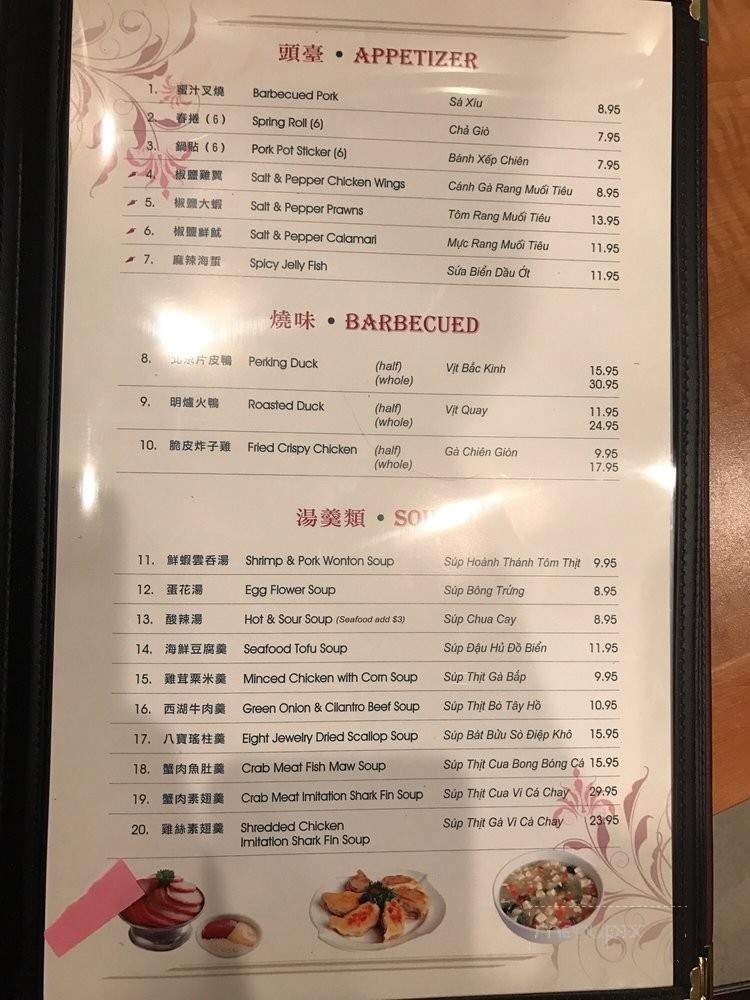 頭臺 • APPETIZER
1. 蜜汁叉燒 Barbecued Pork Sá Xíu 8.95
2. 春捲 (6) Spring Roll (6) Chả Giò 7.95
3. 鍋貼 (6) Pork Pot Sticker (6) Bánh Xếp Chiên 7.95
4. 椒鹽雞翼 Salt & Pepper Chicken Wings Cánh Gà Rang Muối Tiêu 8.95
5. 椒鹽大蝦 Salt & Pepper Prawns Tôm Rang Muối Tiêu 13.95
6. 椒鹽鮮魷 Salt & Pepper Calamari Mực Rang Muối Tiêu 11.95
7. 麻辣海蜇 Spicy Jelly Fish Sứa Biển Dầu Ớt 11.95
燒味 • BARBECUED
8. 北京片皮鴨 Perking Duck (half) Vịt Bắc Kinh 15.95
(whole) 30.95
9. 明爐火鴨 Roasted Duck (half) Vịt Quay 11.95
(whole) 24.95
10. 脆皮炸子雞 Fried Crispy Chicken (half) Gà Chiên Giòn 9.95
(whole) 17.95
湯羹類 • SOUP
11. 鮮蝦雲吞湯 Shrimp & Pork Wonton Soup Súp Hoành Thánh Tôm Thịt 9.95
12. 蛋花湯 Egg Flower Soup Súp Bông Trứng 8.95
13. 酸辣湯 Hot & Sour Soup (Seafood add $3) Súp Chua Cay 8.95
14. 海鮮豆腐羹 Seafood Tofu Soup Súp Đậu Hủ Đồ Biển 11.95
15. 雞茸粟米羹 Minced Chicken with Corn Soup Súp Thịt Gà Bắp 9.95
16. 西湖牛肉羹 Green Onion & Cilantro Beef Soup Súp Thịt Bò Tây Hồ 10.95
17. 八寶瑤柱羹 Eight Jewelry Dried Scallop Soup Súp Bát Bửu Sò Điệp Khô 15.95
18. 蟹肉魚肚羹 Crab Meat Fish Maw Soup Súp Thịt Cua Bong Bóng Cá 15.95
19. 蟹肉素翅羹 Crab Meat Imitation Shark Fin Soup Súp Thịt Cua Vi Cá Chay 29.95
20. 雞絲素翅羹 Shredded Chicken Súp Thịt Gà Vi Cá Chay 23.95
Imitation Shark Fin Soup